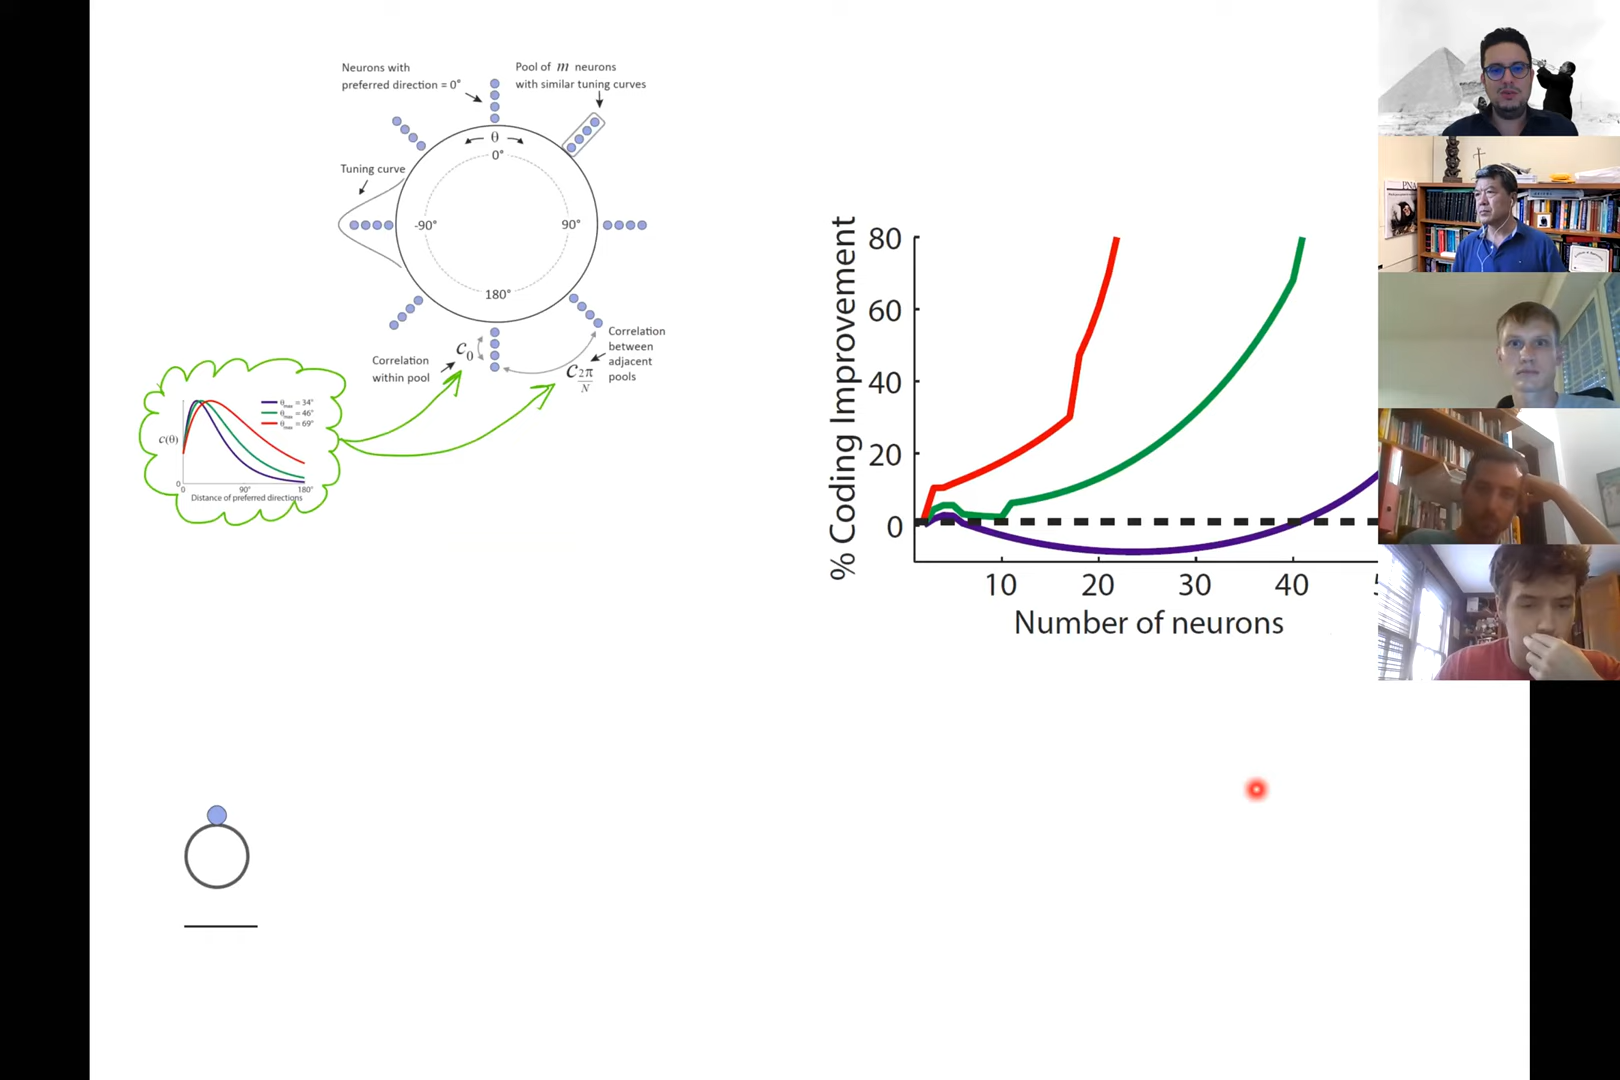 Neurons with
preferred direction = 0°
Pool of m neurons
with similar tuning curves
θ
0°
Tuning curve
-90°
90°
180°
Correlation
within pool
C0
C2π/N
Correlation
between
adjacent
pools
C(θ)
θmax = 34°
θmax = 46°
θmax = 69°
0
0
90°
180°
Distance of preferred directions
% Coding Improvement
80
60
40
20
0
10
20
30
40
Number of neurons